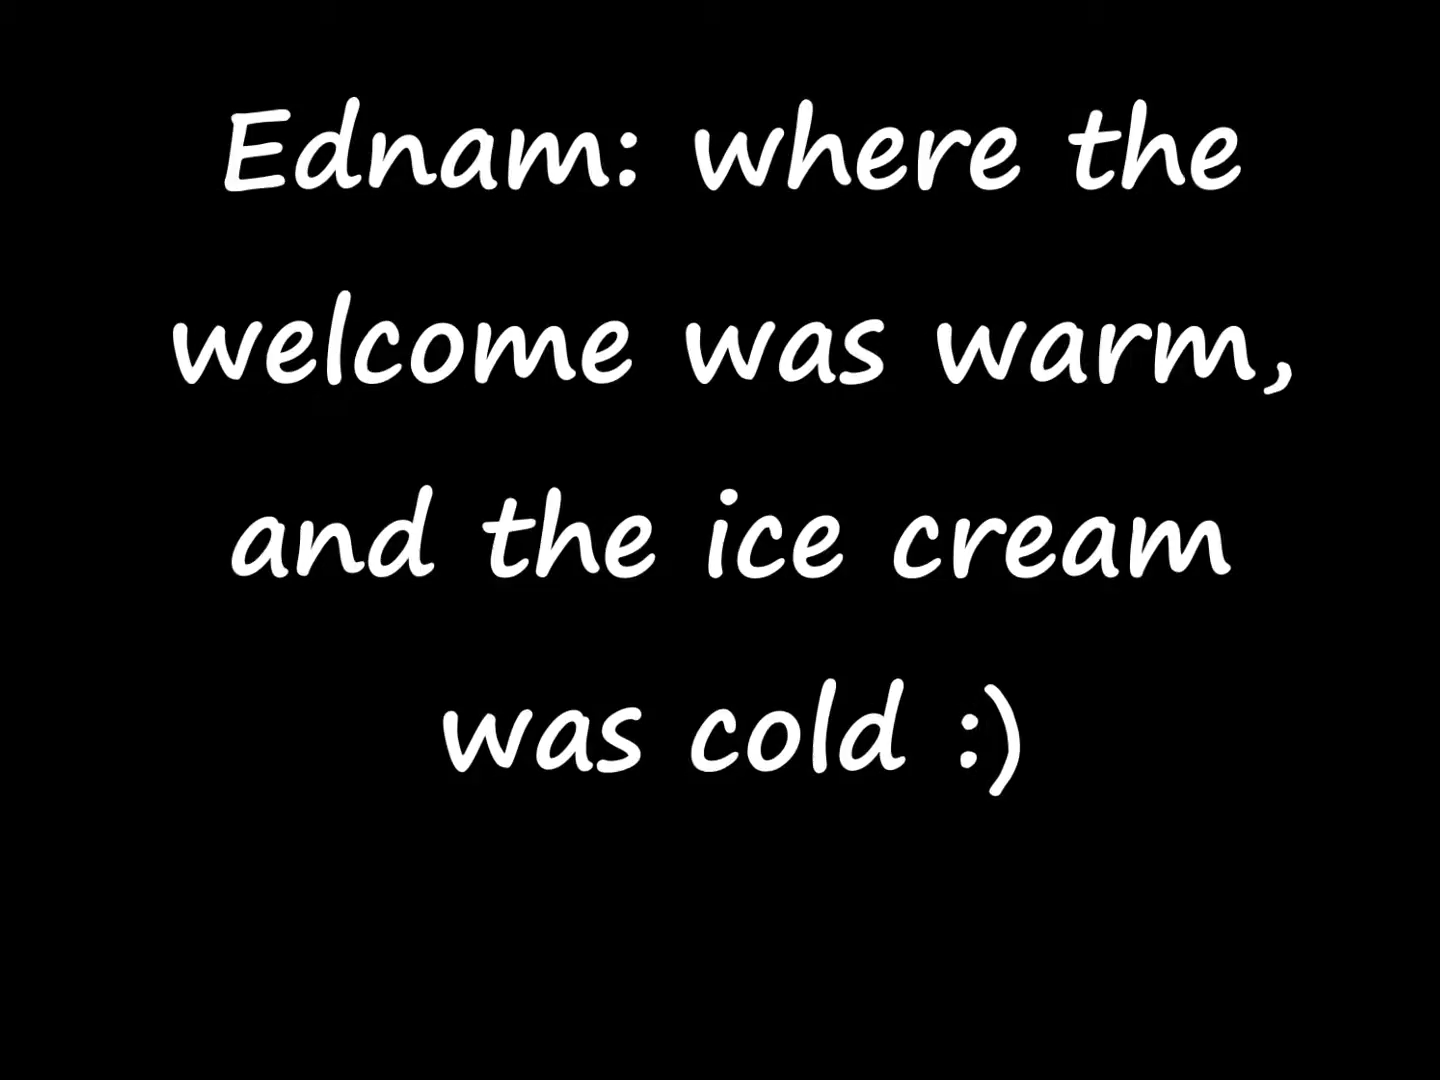 Ednam: where the
welcome was warm,
and the ice cream
was cold :)